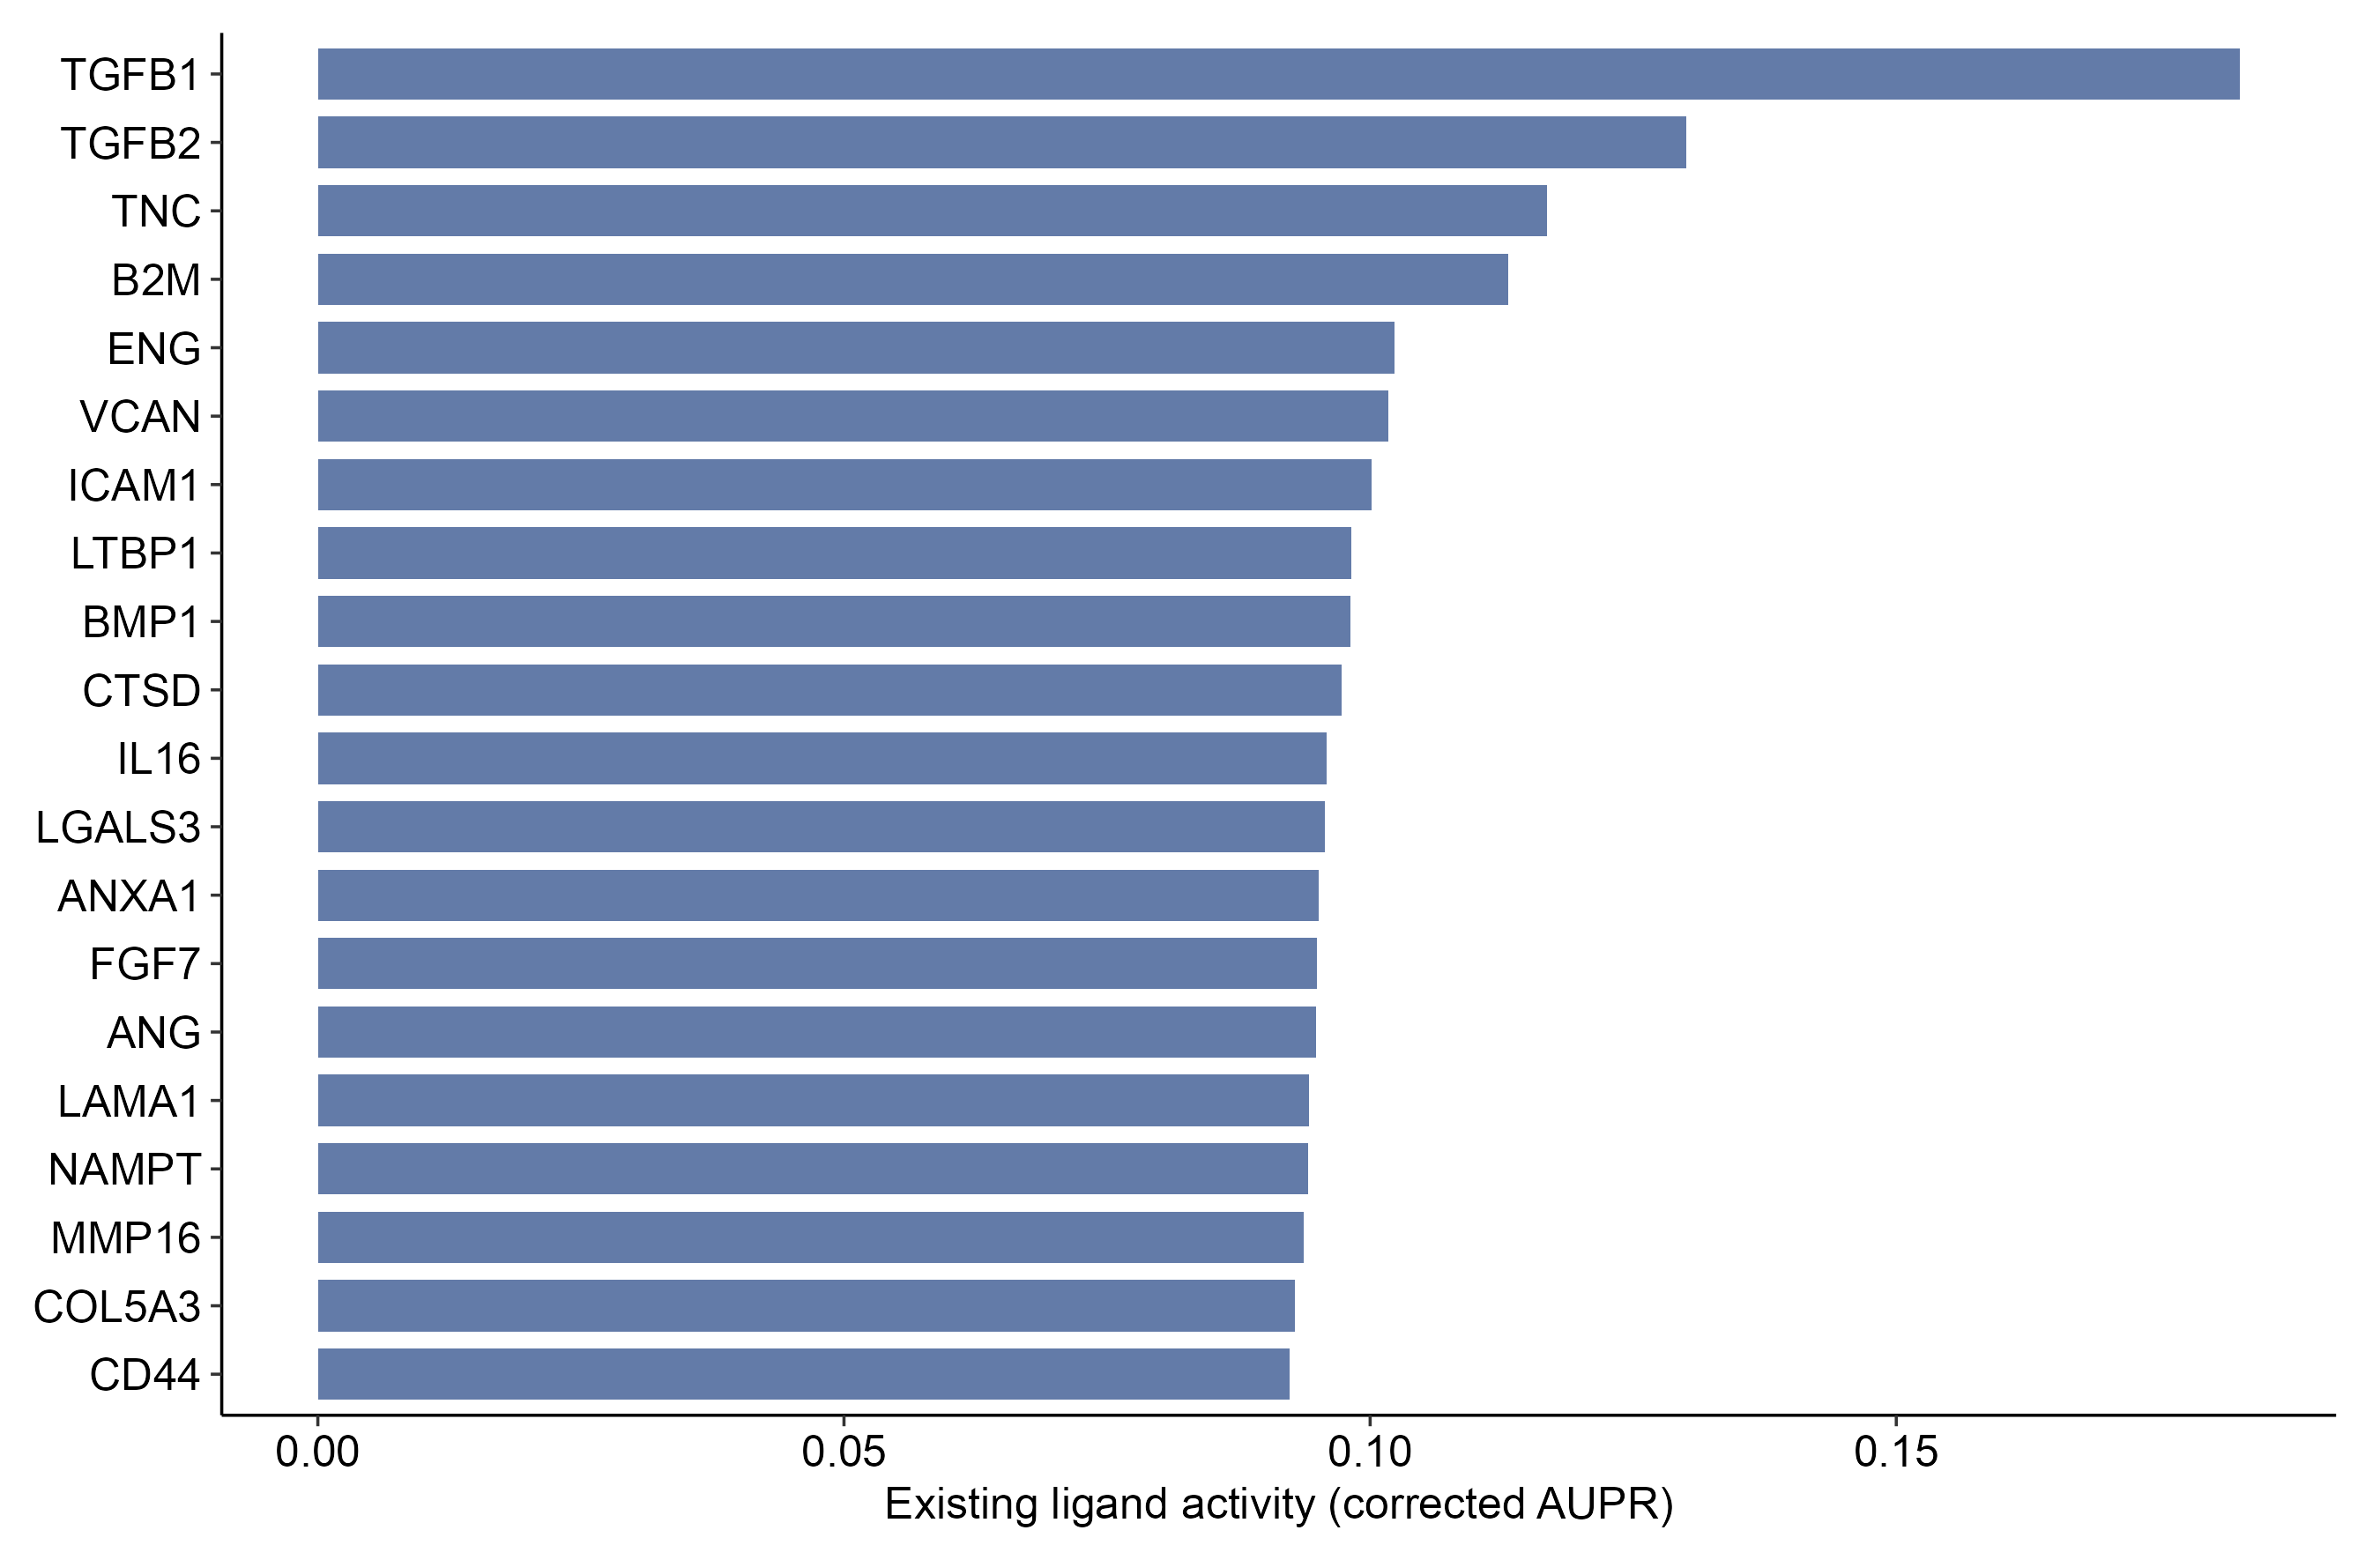 TGFB1
TGFB2
TNC
B2M
ENG
VCAN
ICAM1
LTBP1
BMP1
CTSD
IL16
LGALS3
ANXA1
FGF7
ANG
LAMA1
NAMPT
MMP16
COL5A3
CD44
0.00 0.05 0.10 0.15
Existing ligand activity (corrected AUPR)